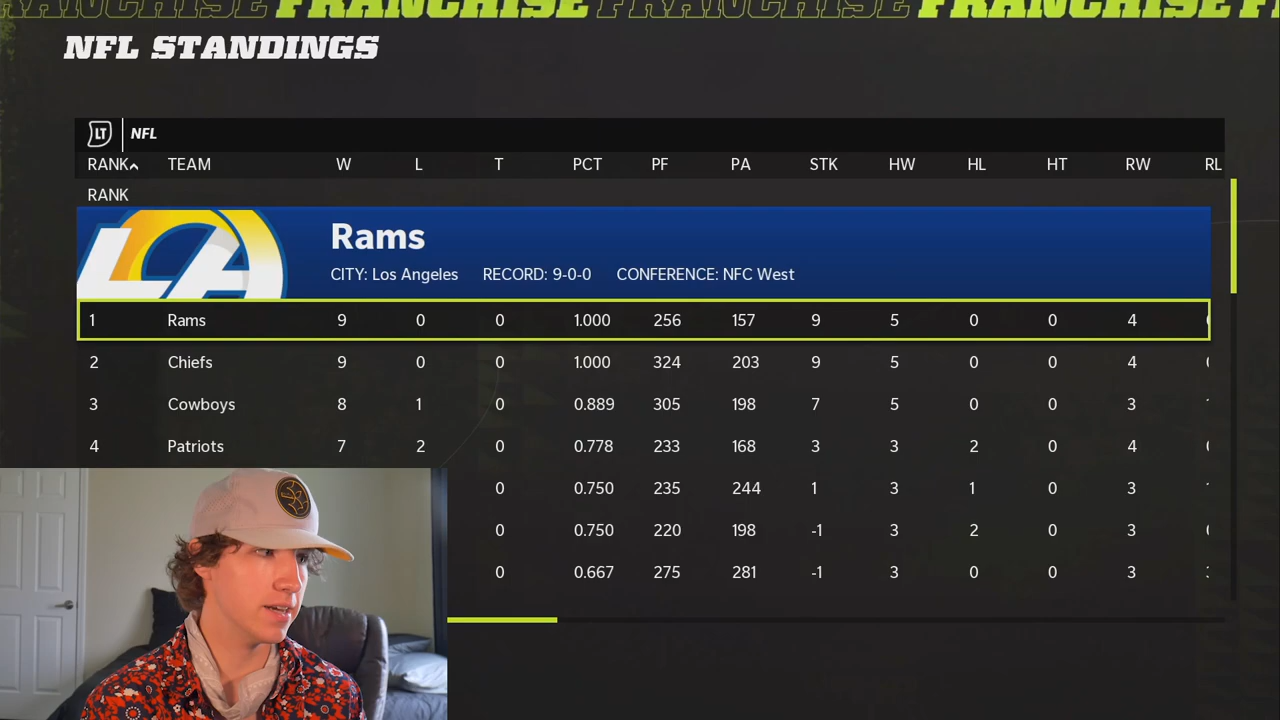 FRANCHISE FRANCHISE FRANCHISE FRANCHISE F
NFL STANDINGS
LT NFL
RANK TEAM W L T PCT PF PA STK HW HL HT RW RL
RANK
LA
Rams
CITY: Los Angeles RECORD: 9-0-0 CONFERENCE: NFC West
1 Rams 9 0 0 1.000 256 157 9 5 0 0 4
2 Chiefs 9 0 0 1.000 324 203 9 5 0 0 4
3 Cowboys 8 1 0 0.889 305 198 7 5 0 0 3
4 Patriots 7 2 0 0.778 233 168 3 3 2 0 4
0 0.750 235 244 1 3 1 0 3
0 0.750 220 198 -1 3 2 0 3
0 0.667 275 281 -1 3 0 0 3